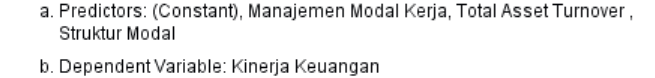 a. Predictors: (Constant), Manajemen Modal Kerja, Total Asset Turnover ,
Struktur Modal
b. Dependent Variable: Kinerja Keuangan